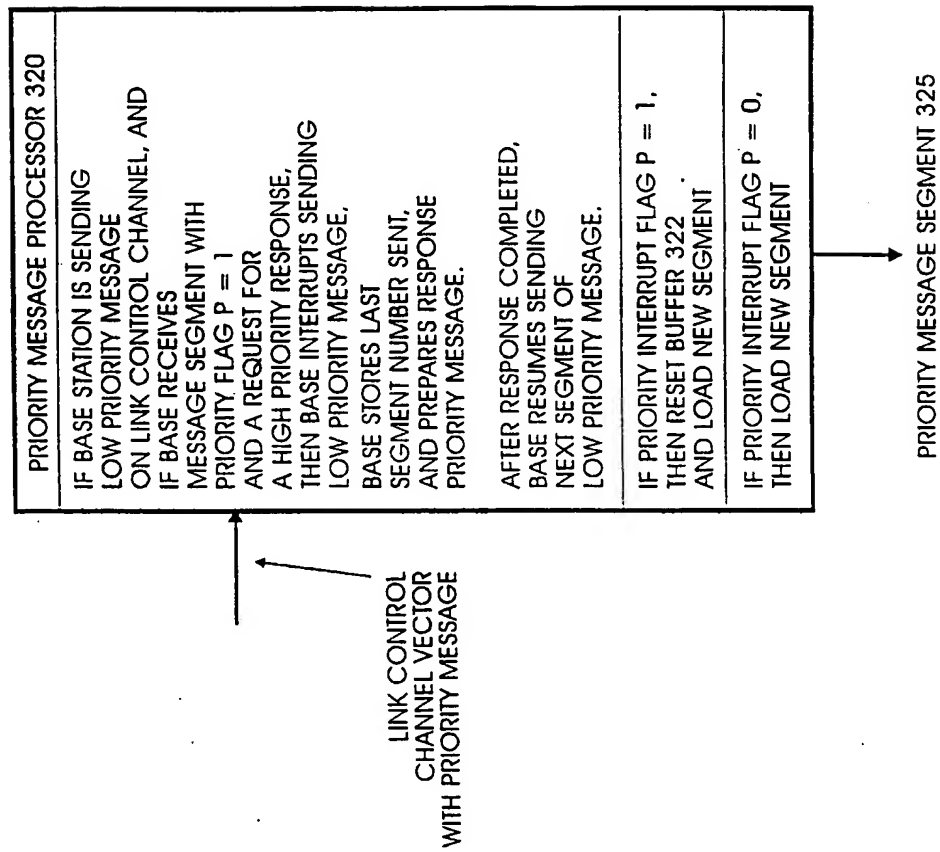 PRIORITY MESSAGE PROCESSOR 320
IF BASE STATION IS SENDING
LOW PRIORITY MESSAGE
ON LINK CONTROL CHANNEL, AND
IF BASE RECEIVES
MESSAGE SEGMENT WITH
PRIORITY FLAG P = 1
AND A REQUEST FOR
A HIGH PRIORITY RESPONSE,
THEN BASE INTERRUPTS SENDING
LOW PRIORITY MESSAGE,
BASE STORES LAST
SEGMENT NUMBER SENT,
AND PREPARES RESPONSE
PRIORITY MESSAGE.
AFTER RESPONSE COMPLETED,
BASE RESUMES SENDING
NEXT SEGMENT OF
LOW PRIORITY MESSAGE.
IF PRIORITY INTERRUPT FLAG P = 1,
THEN RESET BUFFER 322
AND LOAD NEW SEGMENT
IF PRIORITY INTERRUPT FLAG P = 0,
THEN LOAD NEW SEGMENT
LINK CONTROL
CHANNEL VECTOR
WITH PRIORITY MESSAGE
PRIORITY MESSAGE SEGMENT 325